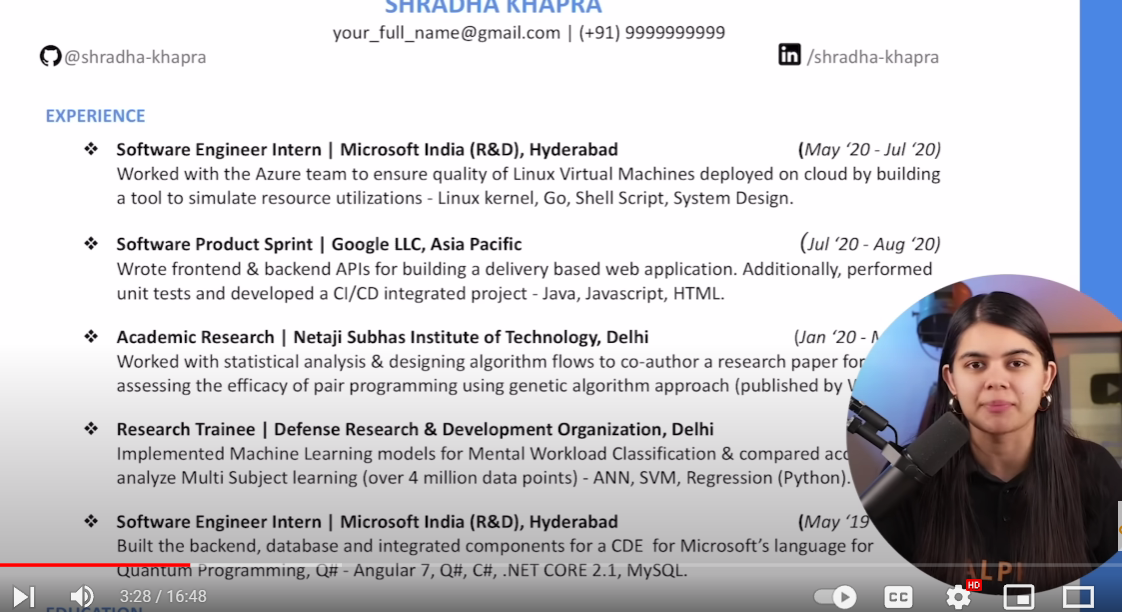 SHRADHA KHAPRA
your_full_name@gmail.com | (+91) 9999999999
@shradha-khapra
in /shradha-khapra
EXPERIENCE
❖ Software Engineer Intern | Microsoft India (R&D), Hyderabad (May ‘20 - Jul ‘20)
Worked with the Azure team to ensure quality of Linux Virtual Machines deployed on cloud by building
a tool to simulate resource utilizations - Linux kernel, Go, Shell Script, System Design.
❖ Software Product Sprint | Google LLC, Asia Pacific (Jul ‘20 - Aug ‘20)
Wrote frontend & backend APIs for building a delivery based web application. Additionally, performed
unit tests and developed a CI/CD integrated project - Java, Javascript, HTML.
❖ Academic Research | Netaji Subhas Institute of Technology, Delhi (Jan ‘20 -
Worked with statistical analysis & designing algorithm flows to co-author a research paper for
assessing the efficacy of pair programming using genetic algorithm approach (published by
❖ Research Trainee | Defense Research & Development Organization, Delhi
Implemented Machine Learning models for Mental Workload Classification & compared
analyze Multi Subject learning (over 4 million data points) - ANN, SVM, Regression (Python).
❖ Software Engineer Intern | Microsoft India (R&D), Hyderabad (May ‘19
Built the backend, database and integrated components for a CDE for Microsoft’s language for
Quantum Programming, Q# - Angular 7, Q#, C#, .NET CORE 2.1, MySQL.
3:28 / 16:48
CC
HD
EDUCATION